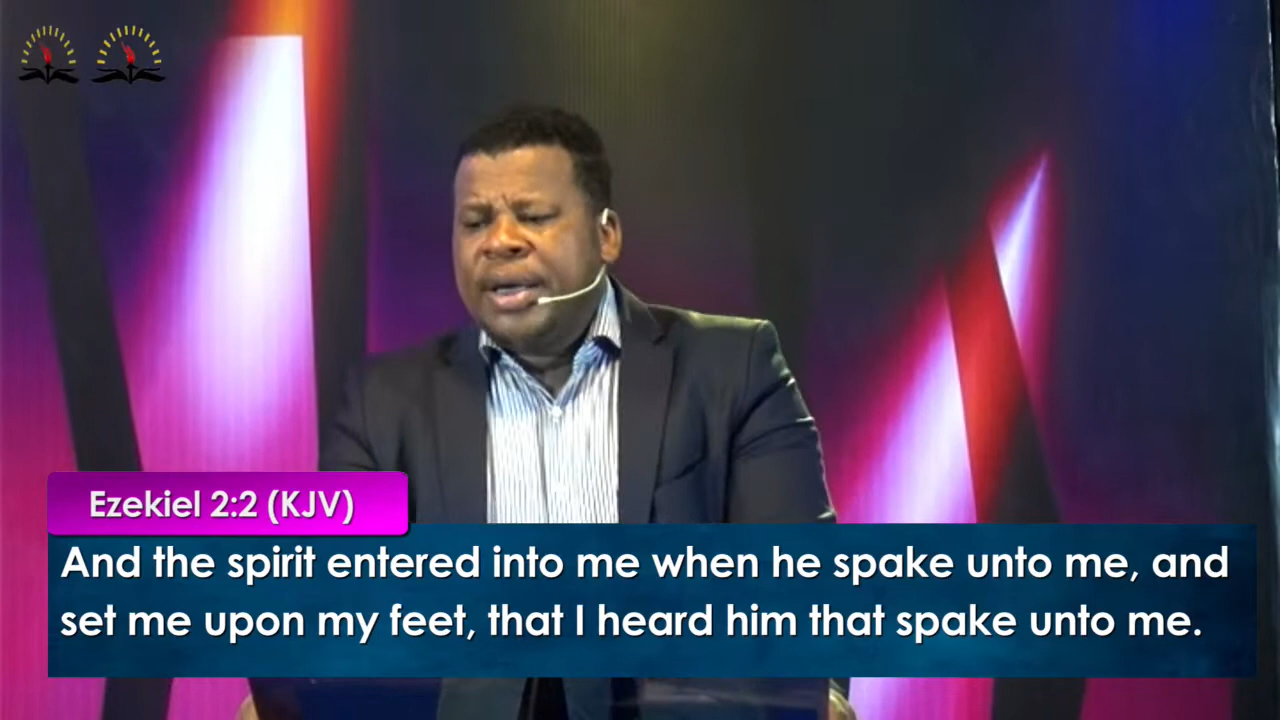 Ezekiel 2:2 (KJV)
And the spirit entered into me when he spake unto me, and
set me upon my feet, that I heard him that spake unto me.